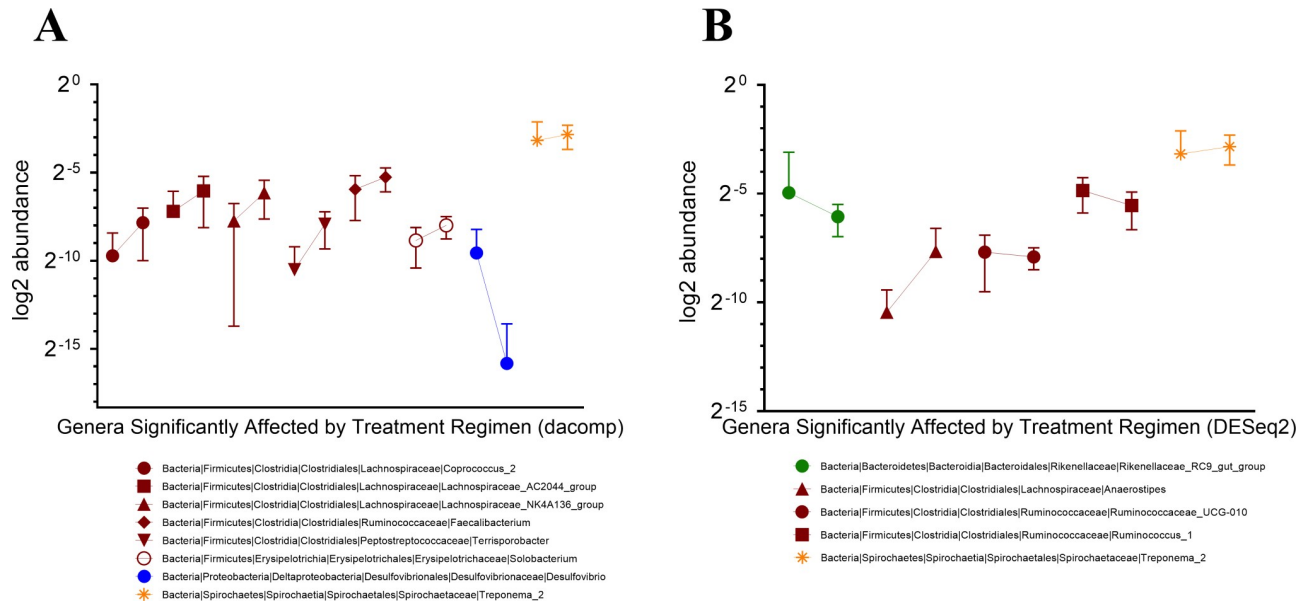 A
2^0
2^-5
2^-10
2^-15
log2 abundance
Genera Significantly Affected by Treatment Regimen (dacomp)
Bacteria|Firmicutes|Clostridia|Clostridiales|Lachnospiraceae|Coprococcus_2
Bacteria|Firmicutes|Clostridia|Clostridiales|Lachnospiraceae|Lachnospiraceae_AC2044_group
Bacteria|Firmicutes|Clostridia|Clostridiales|Lachnospiraceae|Lachnospiraceae_NK4A136_group
Bacteria|Firmicutes|Clostridia|Clostridiales|Ruminococcaceae|Faecalibacterium
Bacteria|Firmicutes|Clostridia|Clostridiales|Peptostreptococcaceae|Terrisporobacter
Bacteria|Firmicutes|Erysipelotrichia|Erysipelotrichales|Erysipelotrichaceae|Solobacterium
Bacteria|Proteobacteria|Deltaproteobacteria|Desulfovibrionales|Desulfovibrionaceae|Desulfovibrio
Bacteria|Spirochaetes|Spirochaetia|Spirochaetales|Spirochaetaceae|Treponema_2
B
2^0
2^-5
2^-10
2^-15
log2 abundance
Genera Significantly Affected by Treatment Regimen (DESeq2)
Bacteria|Bacteroidetes|Bacteroidia|Bacteroidales|Rikenellaceae|Rikenellaceae_RC9_gut_group
Bacteria|Firmicutes|Clostridia|Clostridiales|Lachnospiraceae|Anaerostipes
Bacteria|Firmicutes|Clostridia|Clostridiales|Ruminococcaceae|Ruminococcaceae_UCG-010
Bacteria|Firmicutes|Clostridia|Clostridiales|Ruminococcaceae|Ruminococcus_1
Bacteria|Spirochaetes|Spirochaetia|Spirochaetales|Spirochaetaceae|Treponema_2